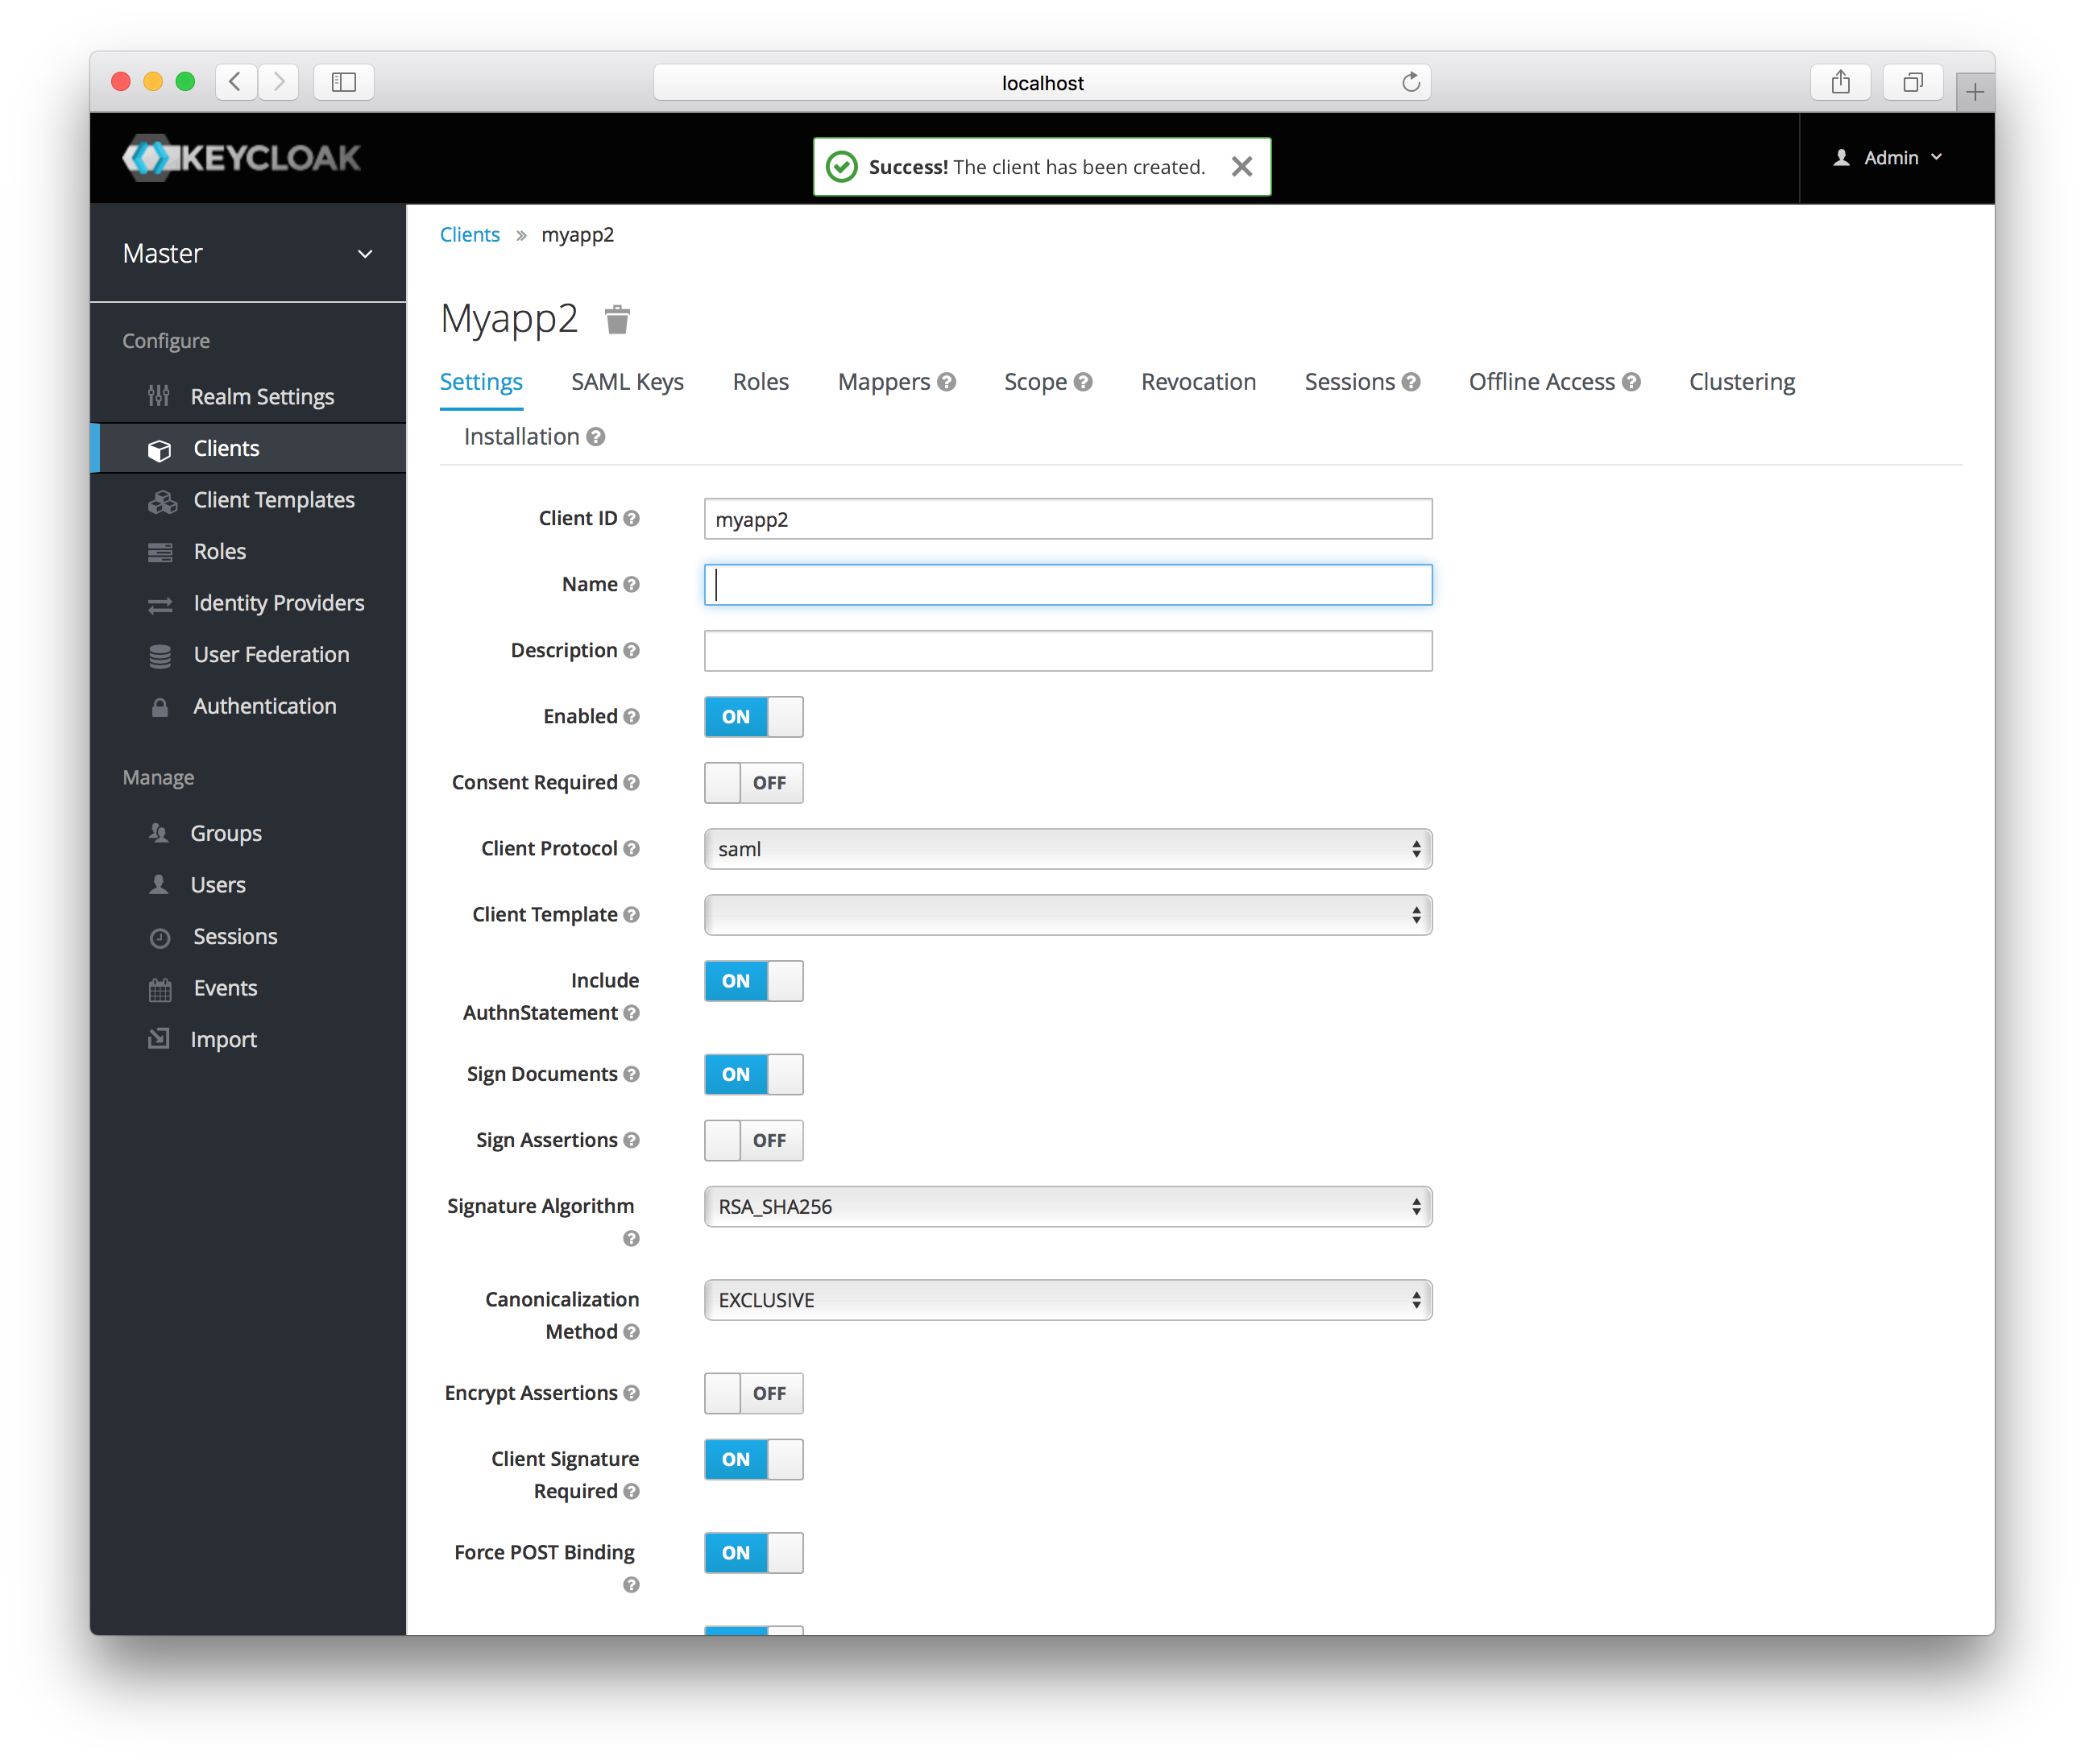 localhost
KEYCLOAK
Success! The client has been created.
Admin
Master
Clients » myapp2
Myapp2
Configure
Realm Settings
Clients
Client Templates
Roles
Identity Providers
User Federation
Authentication
Manage
Groups
Users
Sessions
Events
Import
Settings SAML Keys Roles Mappers Scope Revocation Sessions Offline Access Clustering
Installation
Client ID myapp2
Name
Description
Enabled ON
Consent Required OFF
Client Protocol saml
Client Template
Include
AuthnStatement
ON
Sign Documents ON
Sign Assertions OFF
Signature Algorithm RSA_SHA256
Canonicalization
Method
EXCLUSIVE
Encrypt Assertions OFF
Client Signature
Required
ON
Force POST Binding ON